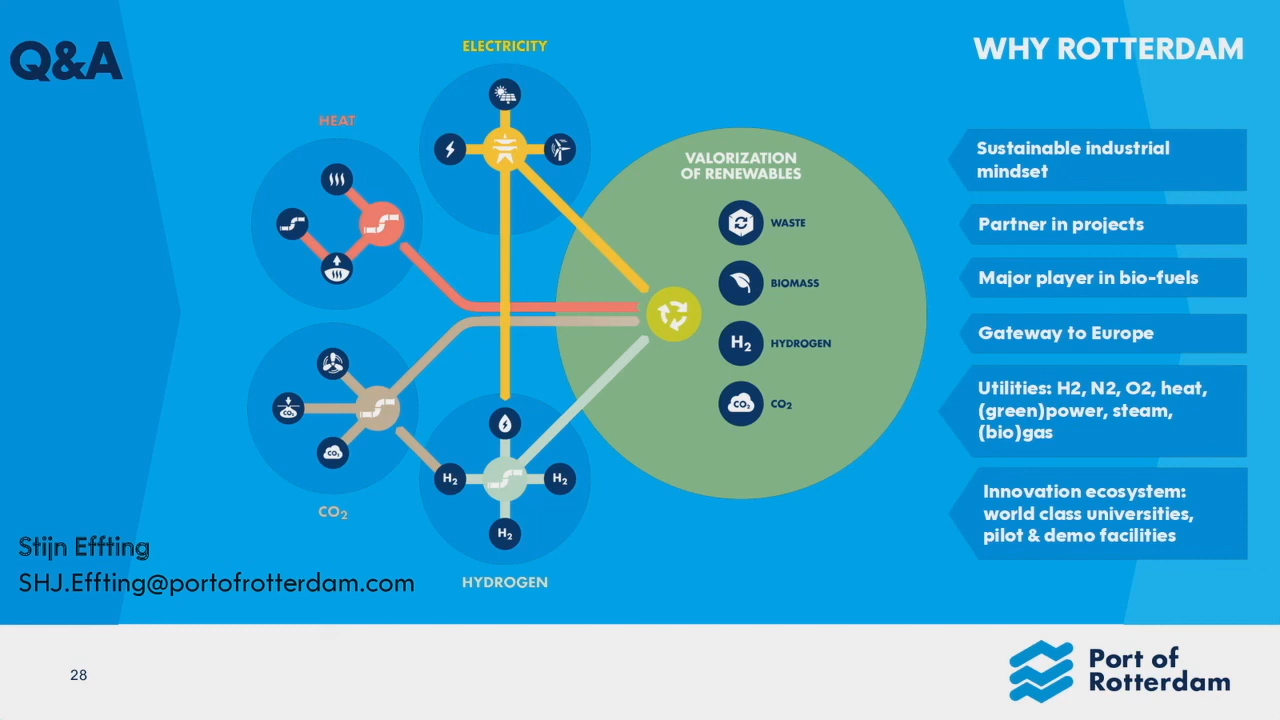 Q&A
ELECTRICITY
HEAT
CO₂
CO₂
CO₂
H₂
H₂
H₂
HYDROGEN
VALORIZATION
OF RENEWABLES
WASTE
BIOMASS
H₂ HYDROGEN
CO₂ CO₂
WHY ROTTERDAM
Sustainable industrial
mindset
Partner in projects
Major player in bio-fuels
Gateway to Europe
Utilities: H2, N2, O2, heat,
(green)power, steam,
(bio)gas
Innovation ecosystem:
world class universities,
pilot & demo facilities
Stijn Effting
SHJ.Effting@portofrotterdam.com
28
Port of
Rotterdam